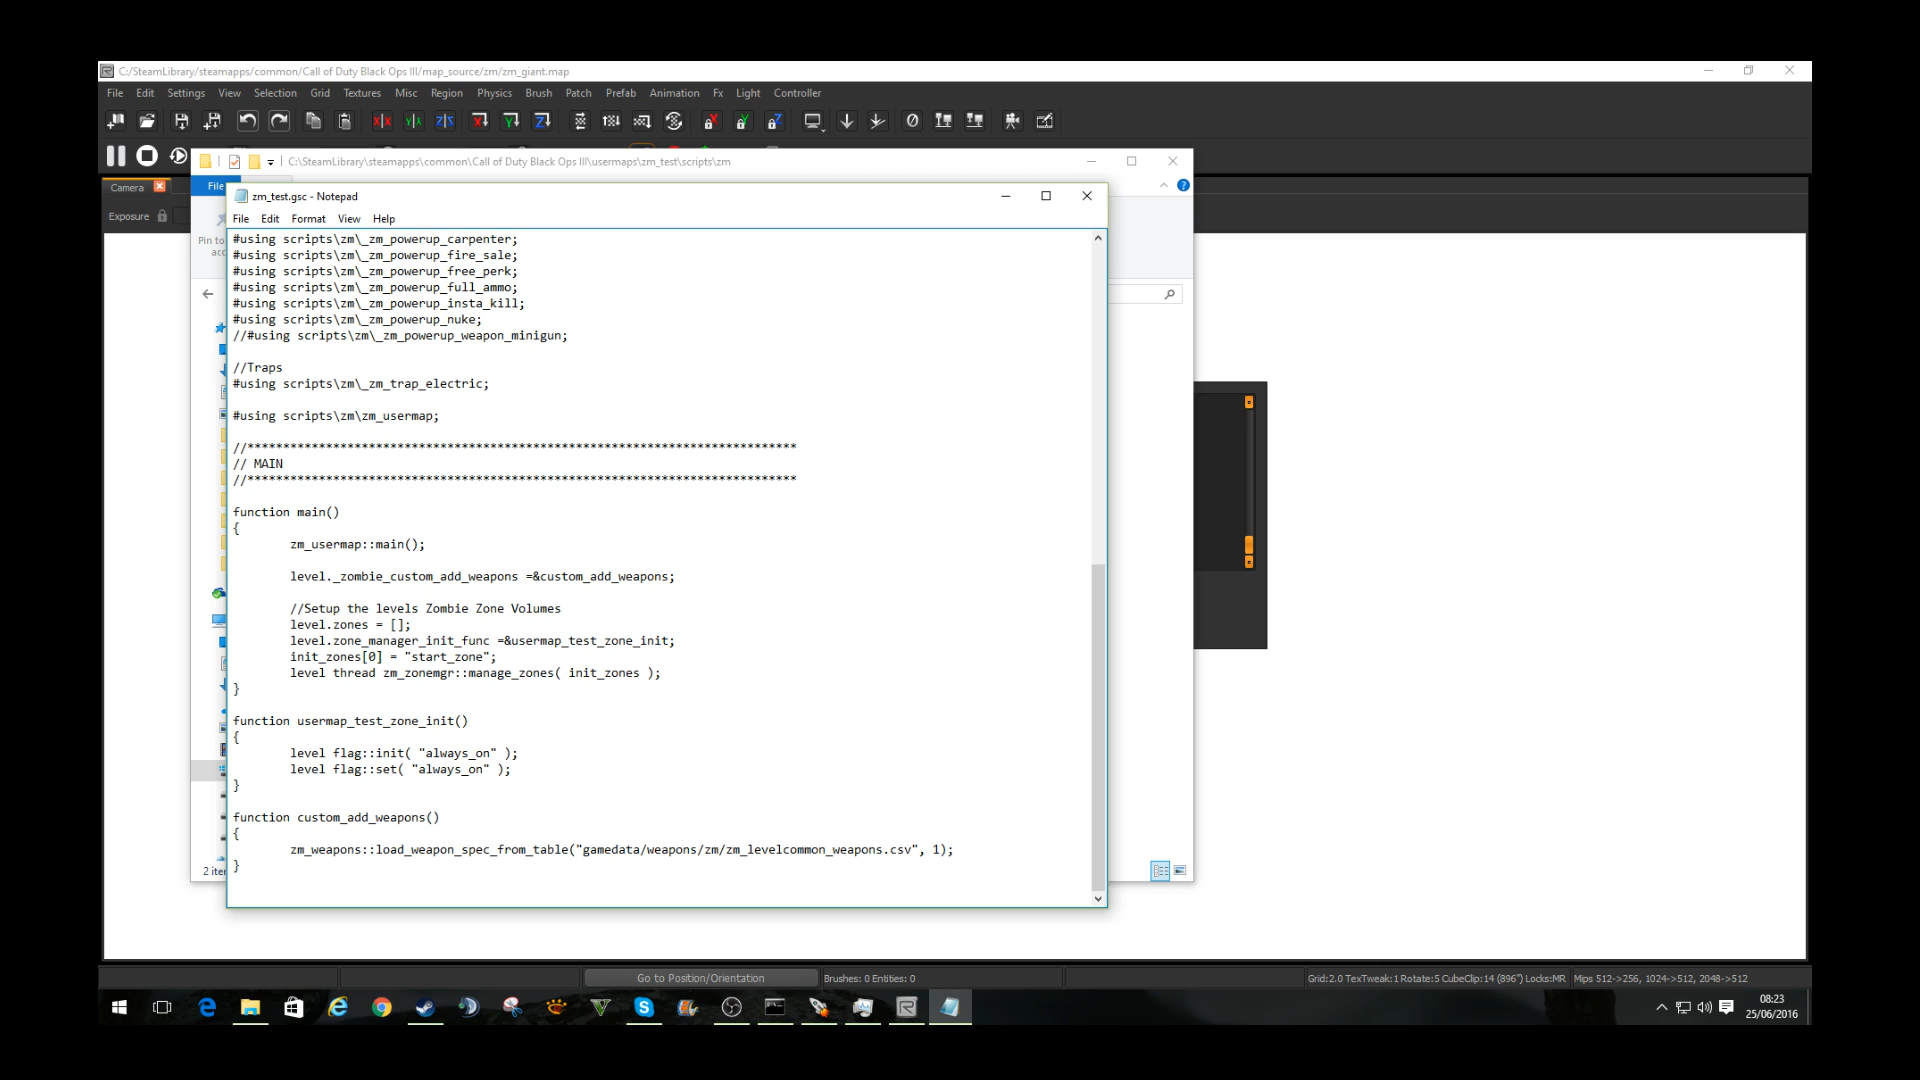 C:/SteamLibrary/steamapps/common/Call of Duty Black Ops III/map_source/zm/zm_giant.map
File Edit Settings View Selection Grid Textures Misc Region Physics Brush Patch Prefab Animation Fx Light Controller
C:\SteamLibrary\steamapps\common\Call of Duty Black Ops III\usermaps\zm_test\scripts\zm
Camera
File
zm_test.gsc - Notepad
Exposure
File Edit Format View Help
Pin to
acc
#using scripts\zm\_zm_powerup_carpenter;
#using scripts\zm\_zm_powerup_fire_sale;
#using scripts\zm\_zm_powerup_free_perk;
#using scripts\zm\_zm_powerup_full_ammo;
#using scripts\zm\_zm_powerup_insta_kill;
#using scripts\zm\_zm_powerup_nuke;
//#using scripts\zm\_zm_powerup_weapon_minigun;
//Traps
#using scripts\zm\_zm_trap_electric;
#using scripts\zm\zm_usermap;
//*****************************************************************************
// MAIN
//*****************************************************************************
function main()
{
zm_usermap::main();
level._zombie_custom_add_weapons =&custom_add_weapons;
//Setup the levels Zombie Zone Volumes
level.zones = [];
level.zone_manager_init_func =&usermap_test_zone_init;
init_zones[0] = "start_zone";
level thread zm_zonemgr::manage_zones( init_zones );
}
function usermap_test_zone_init()
{
level flag::init( "always_on" );
level flag::set( "always_on" );
}
function custom_add_weapons()
{
zm_weapons::load_weapon_spec_from_table("gamedata/weapons/zm/zm_levelcommon_weapons.csv", 1);
}
2 iter
Go to Position/Orientation
Brushes: 0 Entities: 0
Grid:2.0 TexTweak:1 Rotate:5 CubeClip:14 (896") Locks:MR
Mips 512->256, 1024->512, 2048->512
08:23
25/06/2016